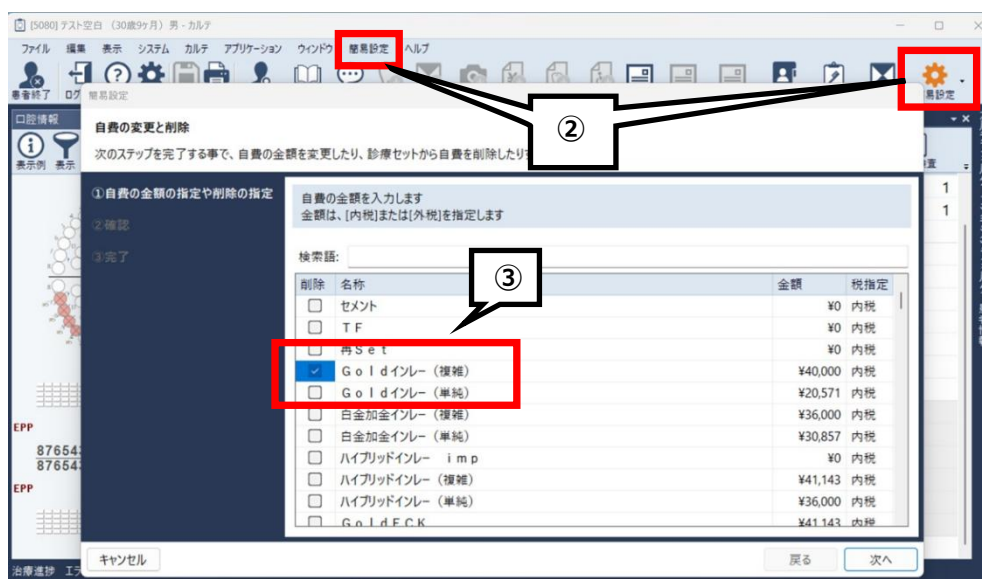 [5080] テスト空白 (30歳9ヶ月) 男 - カルテ
ファイル 編集 表示 システム カルテ アプリケーション ウィンドウ 簡易設定 ヘルプ
患者終了 ログ
易設定
②
簡易設定
口腔情報
表示例 表示
査
自費の変更と削除
次のステップを完了する事で、自費の金額を変更したり、診療セットから自費を削除したり
①自費の金額の指定や削除の指定
②確認
③完了
自費の金額を入力します
金額は、[内税]または[外税]を指定します
検索語:
③
削除 名称 金額 税指定
セメント ¥0 内税
ＴＦ ¥0 内税
再Ｓｅｔ ¥0 内税
Ｇｏｌｄインレー（複雑） ¥40,000 内税
Ｇｏｌｄインレー（単純） ¥20,571 内税
白金加金インレー（複雑） ¥36,000 内税
白金加金インレー（単純） ¥30,857 内税
ハイブリッドインレー　ｉｍｐ ¥0 内税
ハイブリッドインレー（複雑） ¥41,143 内税
ハイブリッドインレー（単純） ¥36,000 内税
ＧｏｌｄＦＣＫ ¥41,143 内税
1
1
EPP
87654
87654
EPP
キャンセル 戻る 次へ
治療進捗